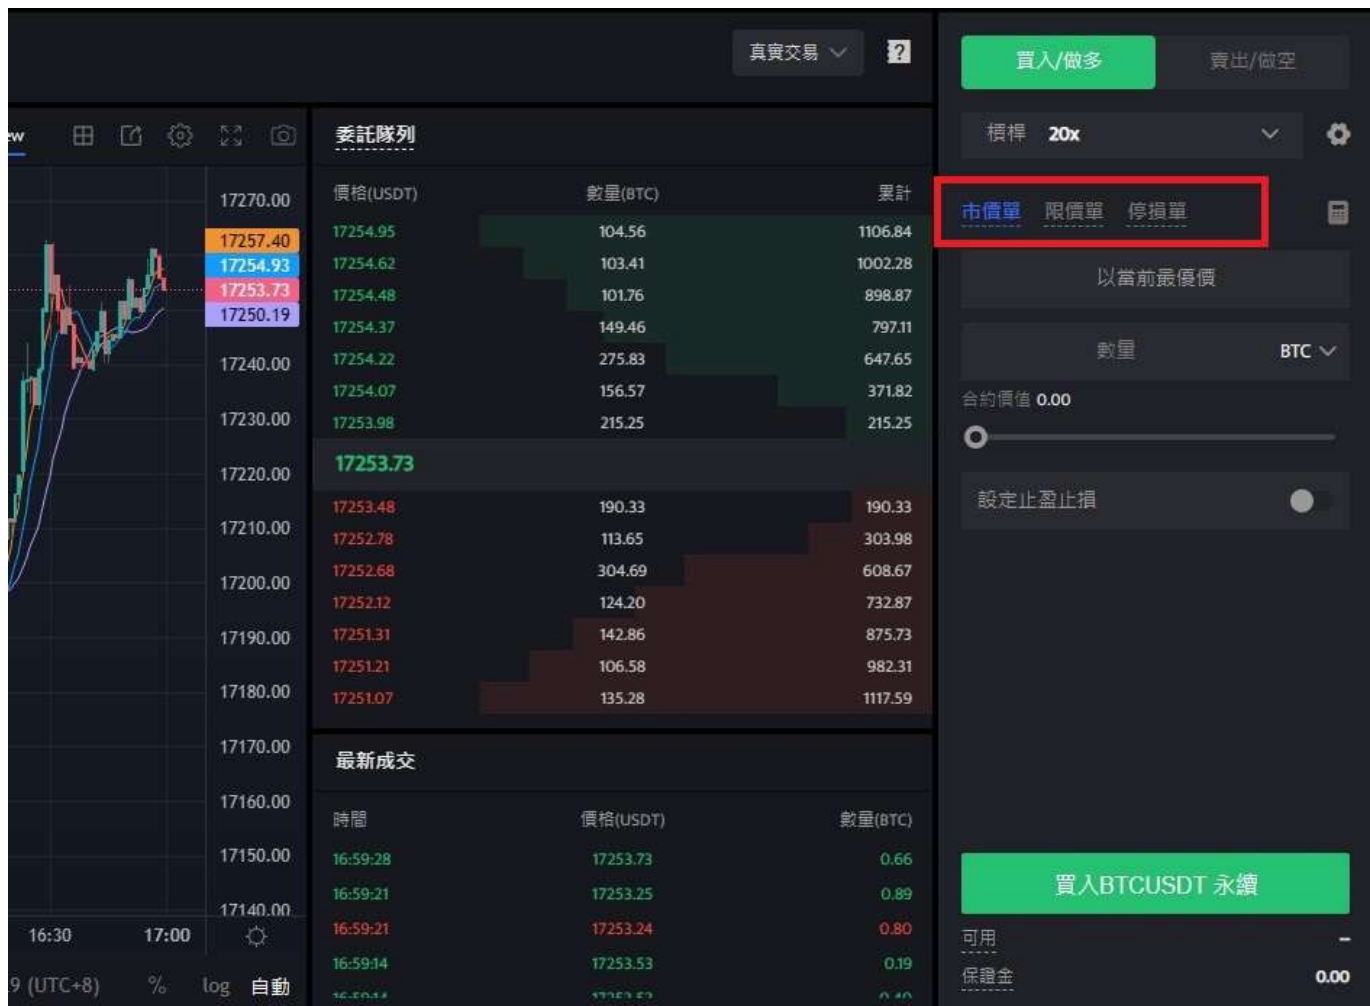 真實交易
?
買入/做多 賣出/做空
ew
委託隊列
槓桿 20x
價格(USDT) 數量(BTC) 累計
市價單 限價單 停損單
17270.00
17257.40
17254.93
17253.73
17250.19
17240.00
17230.00
17220.00
17210.00
17200.00
17190.00
17180.00
17170.00
17160.00
17150.00
17140.00
16:30 17:00
9 (UTC+8) % log 自動
17254.95 104.56 1106.84
17254.62 103.41 1002.28
17254.48 101.76 898.87
17254.37 149.46 797.11
17254.22 275.83 647.65
17254.07 156.57 371.82
17253.98 215.25 215.25
17253.73
17253.48 190.33 190.33
17252.78 113.65 303.98
17252.68 304.69 608.67
17252.12 124.20 732.87
17251.31 142.86 875.73
17251.21 106.58 982.31
17251.07 135.28 1117.59
最新成交
時間 價格(USDT) 數量(BTC)
16:59:28 17253.73 0.66
16:59:21 17253.25 0.89
16:59:21 17253.24 0.80
16:59:14 17253.53 0.19
以當前最優價
數量 BTC
合約價值 0.00
設定止盈止損
買入BTCUSDT 永續
可用 –
保證金 0.00